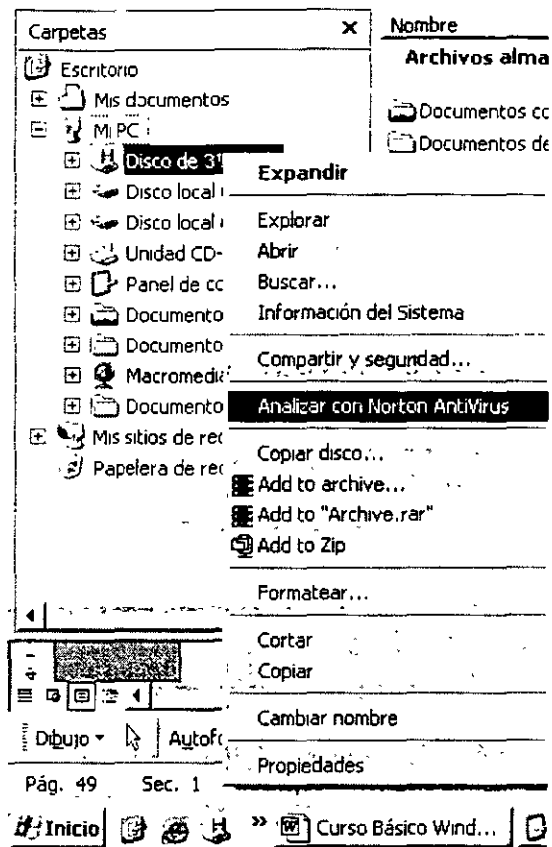 Carpetas
Nombre
Archivos alma
Documentos co
Documentos de
Escritorio
Mis documentos
Mi PC
Disco de 3½
Disco local
Disco local
Unidad CD-
Panel de co
Documento
Documento
Macromedia
Documento
Mis sitios de red
Papelera de rec
Expandir
Explorar
Abrir
Buscar...
Información del Sistema
Compartir y seguridad...
Analizar con Norton AntiVirus
Copiar disco...
Add to archive...
Add to "Archive.rar"
Add to Zip
Formatear...
Cortar
Copiar
Cambiar nombre
Propiedades
Dibujo
Autofo
Pág. 49 Sec. 1
Inicio
» Curso Básico Wind...